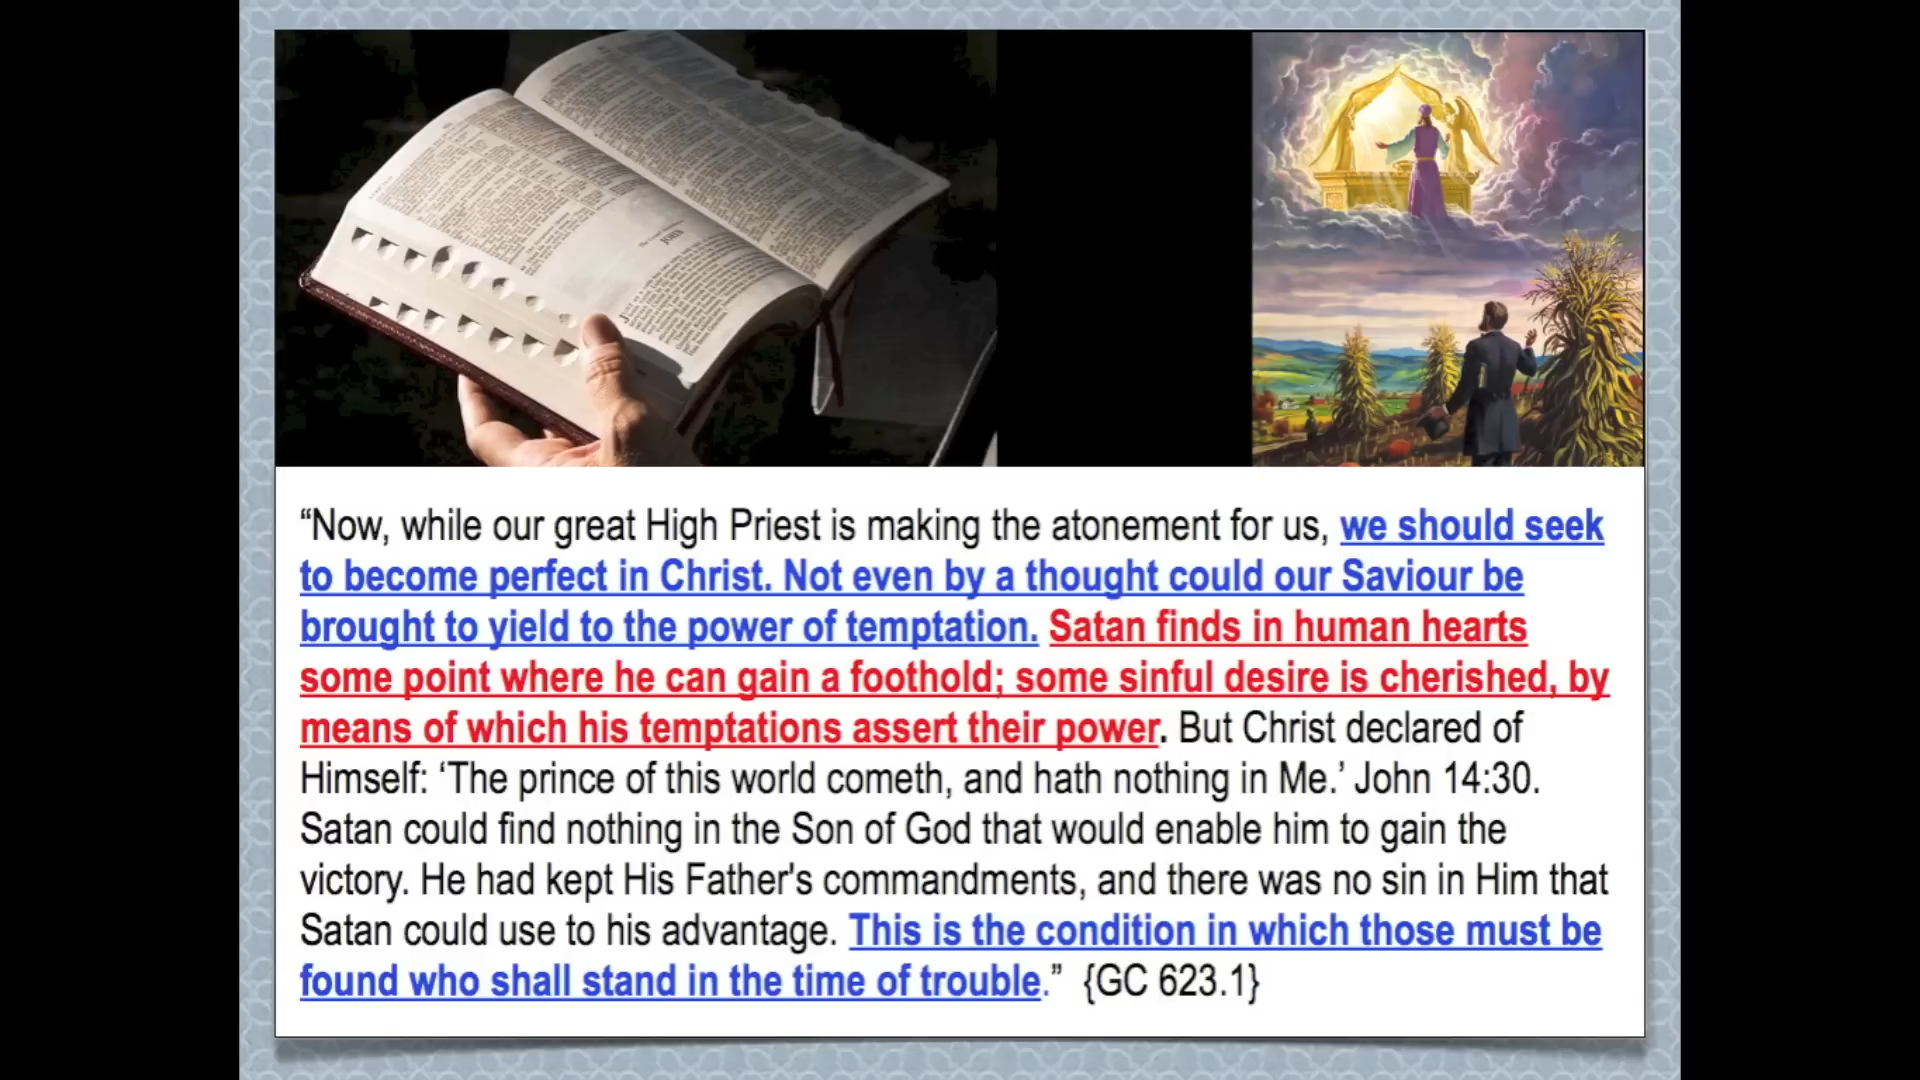 JOHN
“Now, while our great High Priest is making the atonement for us, we should seek
to become perfect in Christ. Not even by a thought could our Saviour be
brought to yield to the power of temptation. Satan finds in human hearts
some point where he can gain a foothold; some sinful desire is cherished, by
means of which his temptations assert their power. But Christ declared of
Himself: ‘The prince of this world cometh, and hath nothing in Me.’ John 14:30.
Satan could find nothing in the Son of God that would enable him to gain the
victory. He had kept His Father's commandments, and there was no sin in Him that
Satan could use to his advantage. This is the condition in which those must be
found who shall stand in the time of trouble.” {GC 623.1}